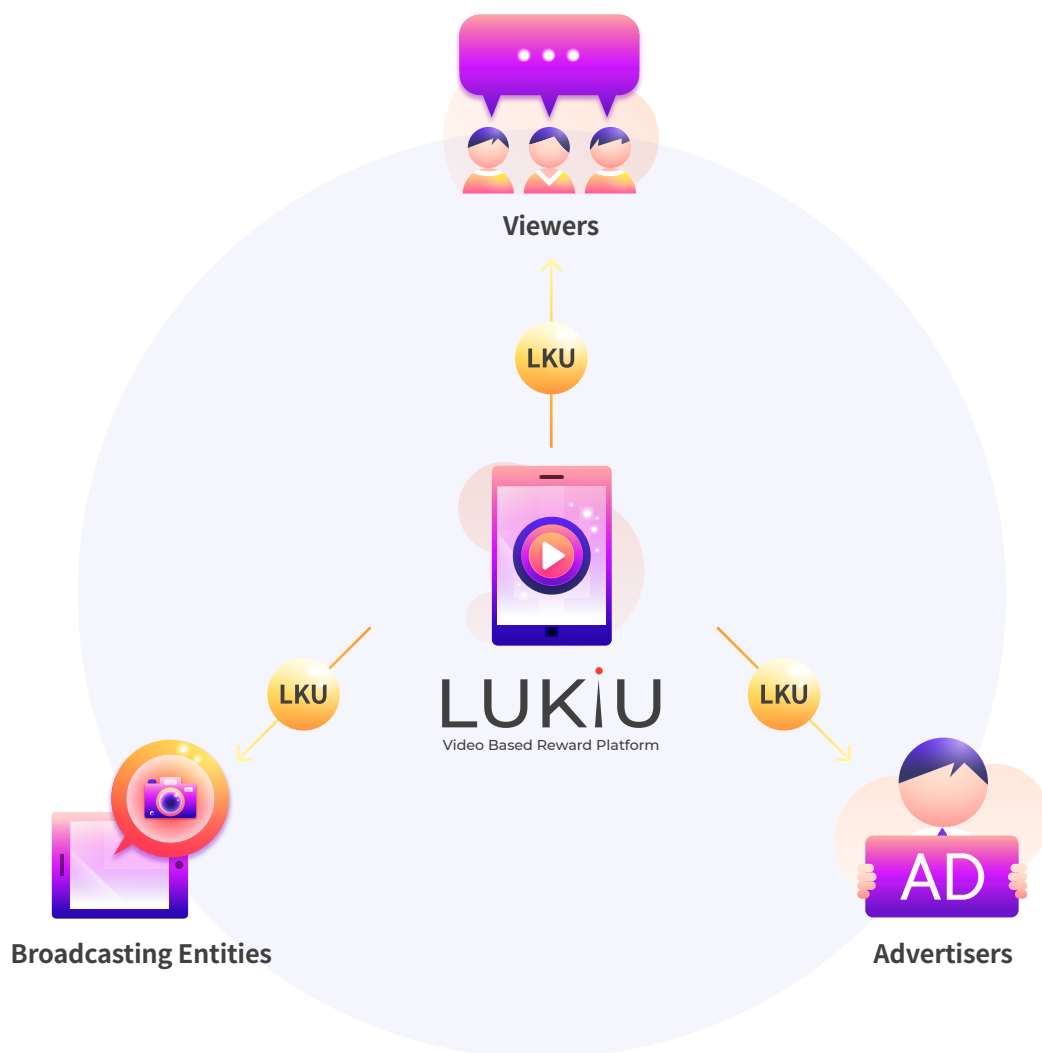 Viewers
LKU
LUKiU
Video Based Reward Platform
LKU
LKU
AD
Broadcasting Entities
Advertisers